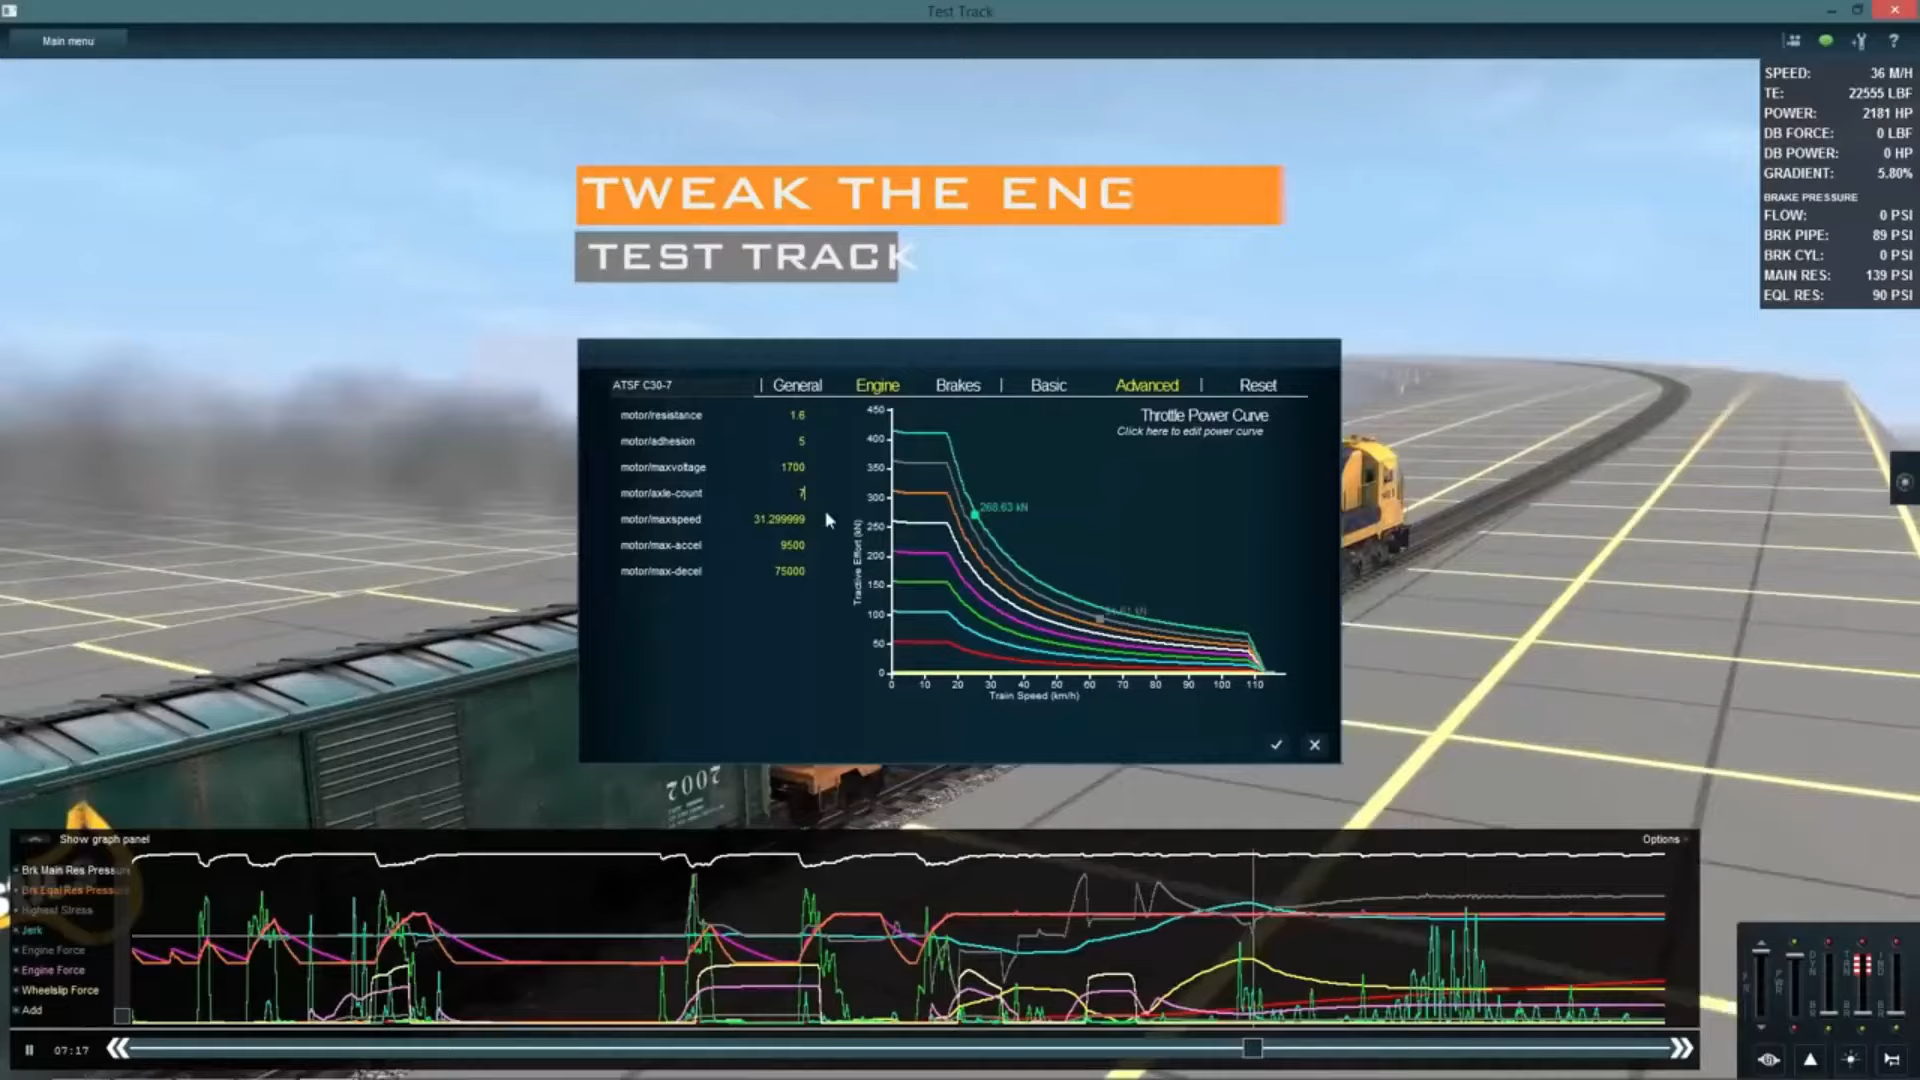 Test Track
Main menu
?
SPEED: 36 M/H
TE: 22555 LBF
POWER: 2181 HP
DB FORCE: 0 LBF
DB POWER: 0 HP
GRADIENT: 5.80%
BRAKE PRESSURE
FLOW: 0 PSI
BRK PIPE: 89 PSI
BRK CYL: 0 PSI
MAIN RES: 139 PSI
EQL RES: 90 PSI
TWEAK THE ENG
TEST TRACK
ATSF C30-7 | General Engine Brakes | Basic Advanced | Reset
motor/resistance 1.6
motor/adhesion 5
motor/maxvoltage 1700
motor/axle-count 7
motor/maxspeed 31.299999
motor/max-accel 9500
motor/max-decel 75000
Throttle Power Curve
Click here to edit power curve
450
400
350
300
250
200
150
100
50
0
Tractive Effort (kN)
268.63 kN
0 10 20 30 40 50 60 70 80 90 100 110
Train Speed (km/h)
2002
Show graph panel
Options
Brk Main Res Pressure
Brk Eqal Res Pressure
Highest Stress
Jerk
Engine Force
Engine Force
Wheelslip Force
Add
07:17